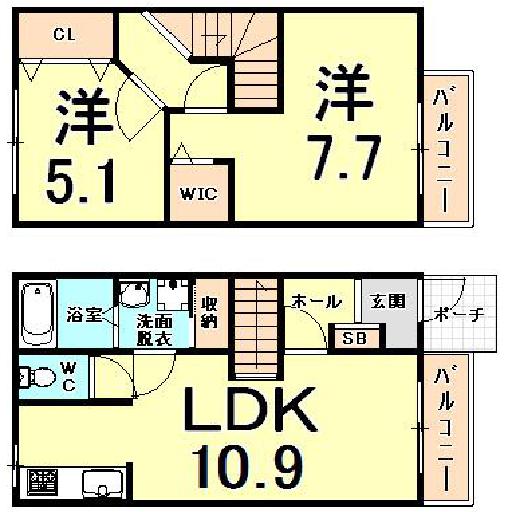 CL
洋
5.1
WIC
洋
7.7
バルコニー
浴室
洗面
脱衣
収納
ホール
玄関
SB
ポーチ
WC
LDK
10.9
バルコニー